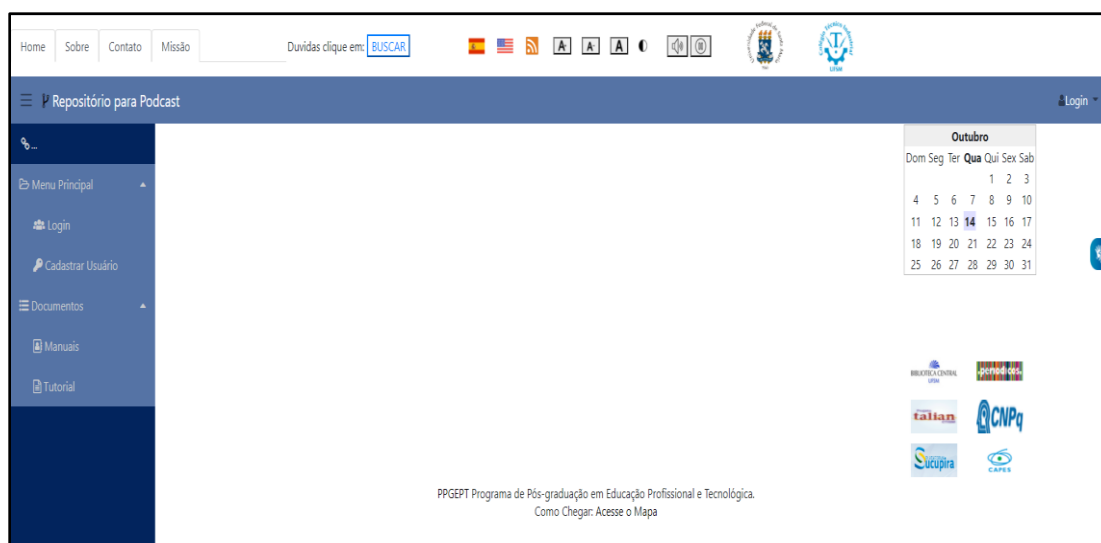 Home Sobre Contato Missão Duvidas clique em: BUSCAR A A A
UFSM
Repositório para Podcast Login
...
Menu Principal
Login
Cadastrar Usuário
Documentos
Manuais
Tutorial
Outubro
Dom Seg Ter Qua Qui Sex Sab
1 2 3
4 5 6 7 8 9 10
11 12 13 14 15 16 17
18 19 20 21 22 23 24
25 26 27 28 29 30 31
BIBLIOTECA CENTRAL
UFSM
.periodicos.
talian
CNPq
Sucupira
CAPES
PPGEPT Programa de Pós-graduação em Educação Profissional e Tecnológica.
Como Chegar: Acesse o Mapa